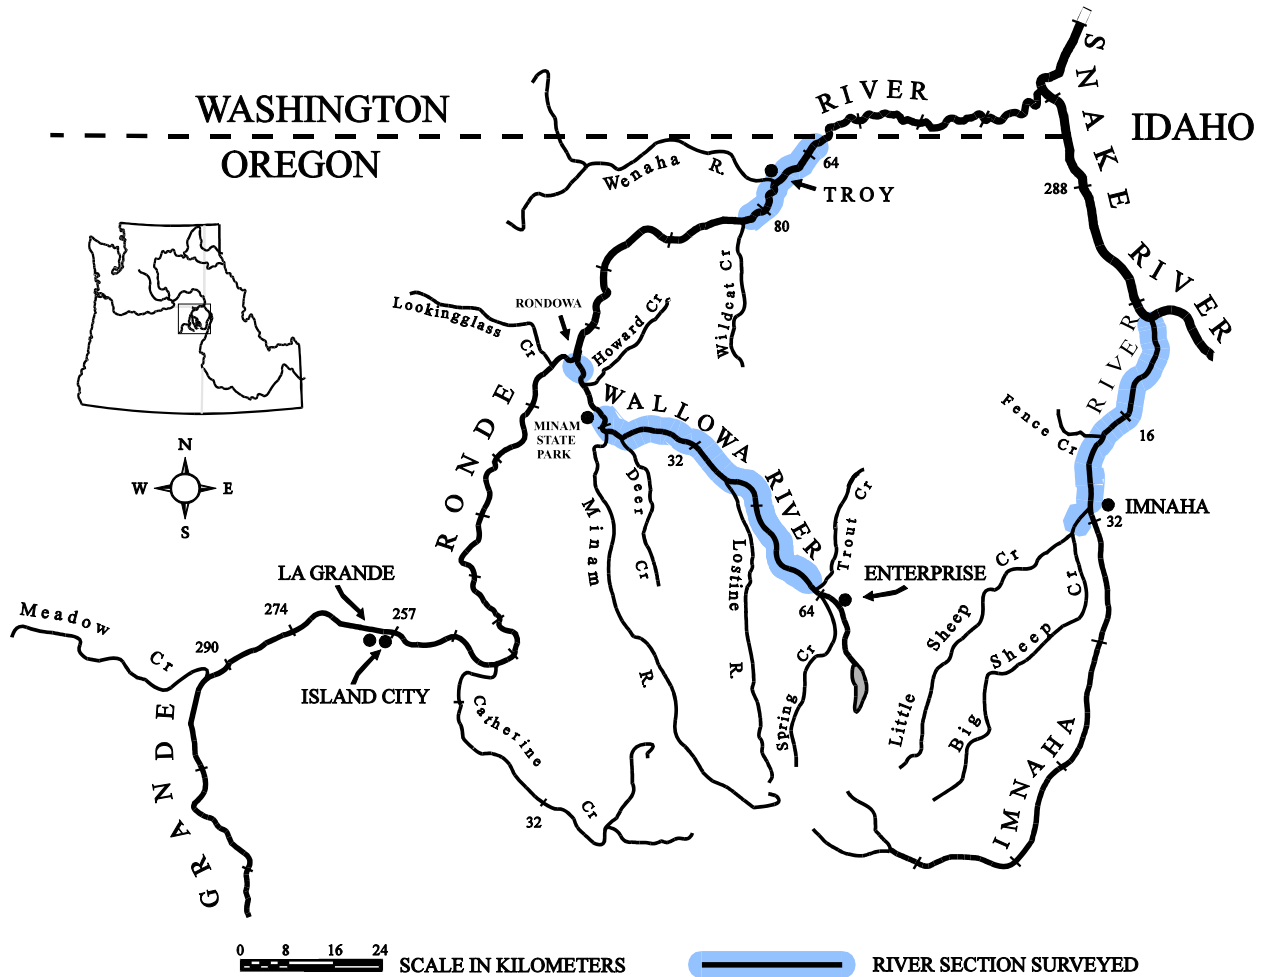 SNAKE RIVER
RIVER
WASHINGTON
IDAHO
OREGON
Wenaha R.
64
TROY
288
80
Wildcat Cr
RONDOWA
Lookingglass Cr
Howard Cr
RIVER
WALLOWA RIVER
Fence Cr
MINAM
STATE
PARK
32
16
RONDE
Deer Cr
Minam R.
Lostine R.
Trout Cr
IMNAHA
32
N
W E
S
LA GRANDE
ENTERPRISE
64
274
257
290
Meadow Cr
ISLAND CITY
Little Sheep Cr
Big Sheep Cr
Spring Cr
Catherine Cr
32
GRANDE
IMNAHA
0 8 16 24
SCALE IN KILOMETERS
RIVER SECTION SURVEYED